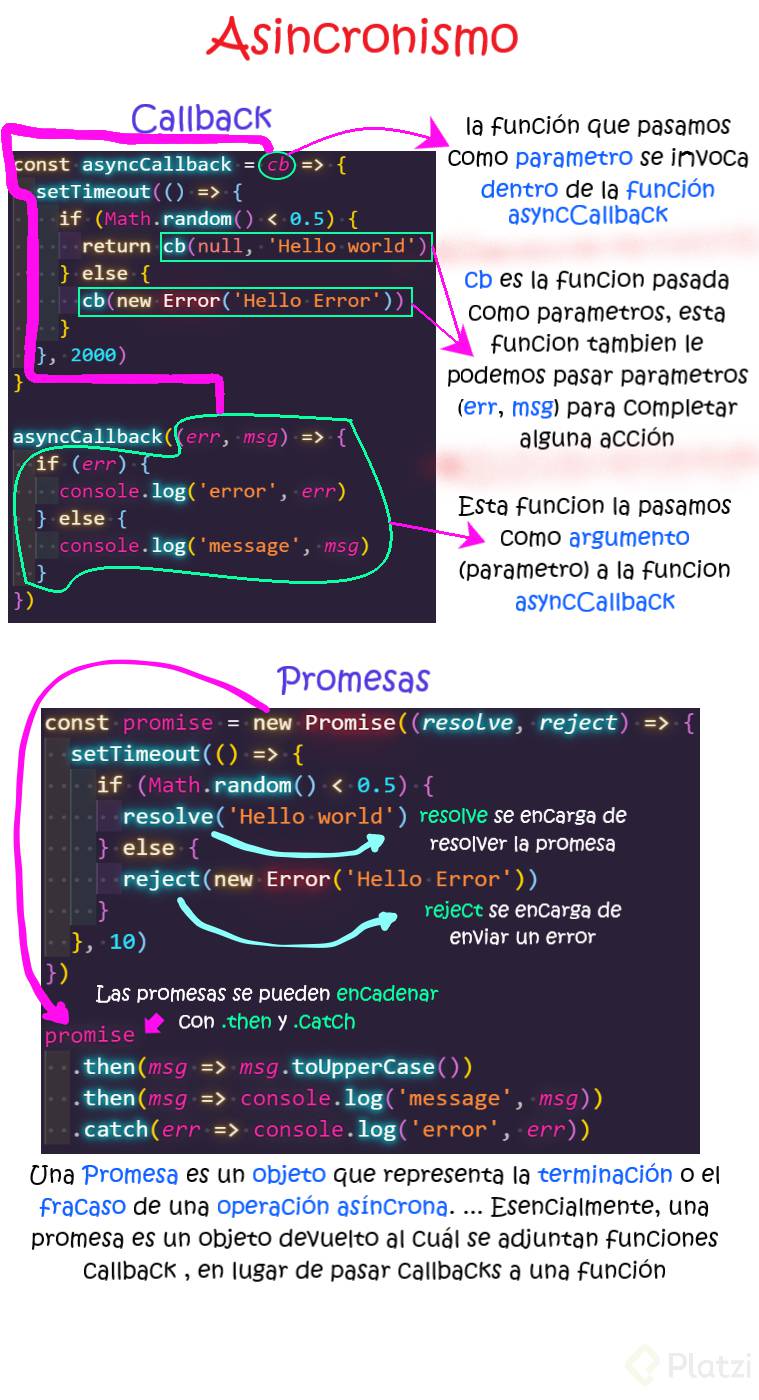 Asincronismo
Callback
const asyncCallback = cb => {
setTimeout(() => {
if (Math.random() < 0.5) {
return cb(null, 'Hello world')
} else {
cb(new Error('Hello Error'))
}
}, 2000)
}
asyncCallback((err, msg) => {
if (err) {
console.log('error', err)
} else {
console.log('message', msg)
}
})
la función que pasamos
como parametro se invoca
dentro de la función
asyncCallback
cb es la funcion pasada
como parametros, esta
funcion tambien le
podemos pasar parametros
(err, msg) para completar
alguna acción
Esta funcion la pasamos
como argumento
(parametro) a la funcion
asyncCallback
Promesas
const promise = new Promise((resolve, reject) => {
setTimeout(() => {
if (Math.random() < 0.5) {
resolve('Hello world')
resolve se encarga de
resolver la promesa
} else {
reject(new Error('Hello Error'))
}
reject se encarga de
enviar un error
}, 10)
})
Las promesas se pueden encadenar
con .then y .catch
promise
.then(msg => msg.toUpperCase())
.then(msg => console.log('message', msg))
.catch(err => console.log('error', err))
Una Promesa es un objeto que representa la terminación o el
fracaso de una operación asíncrona. ... Esencialmente, una
promesa es un objeto devuelto al cuál se adjuntan funciones
callback , en lugar de pasar callbacks a una función
Platzi